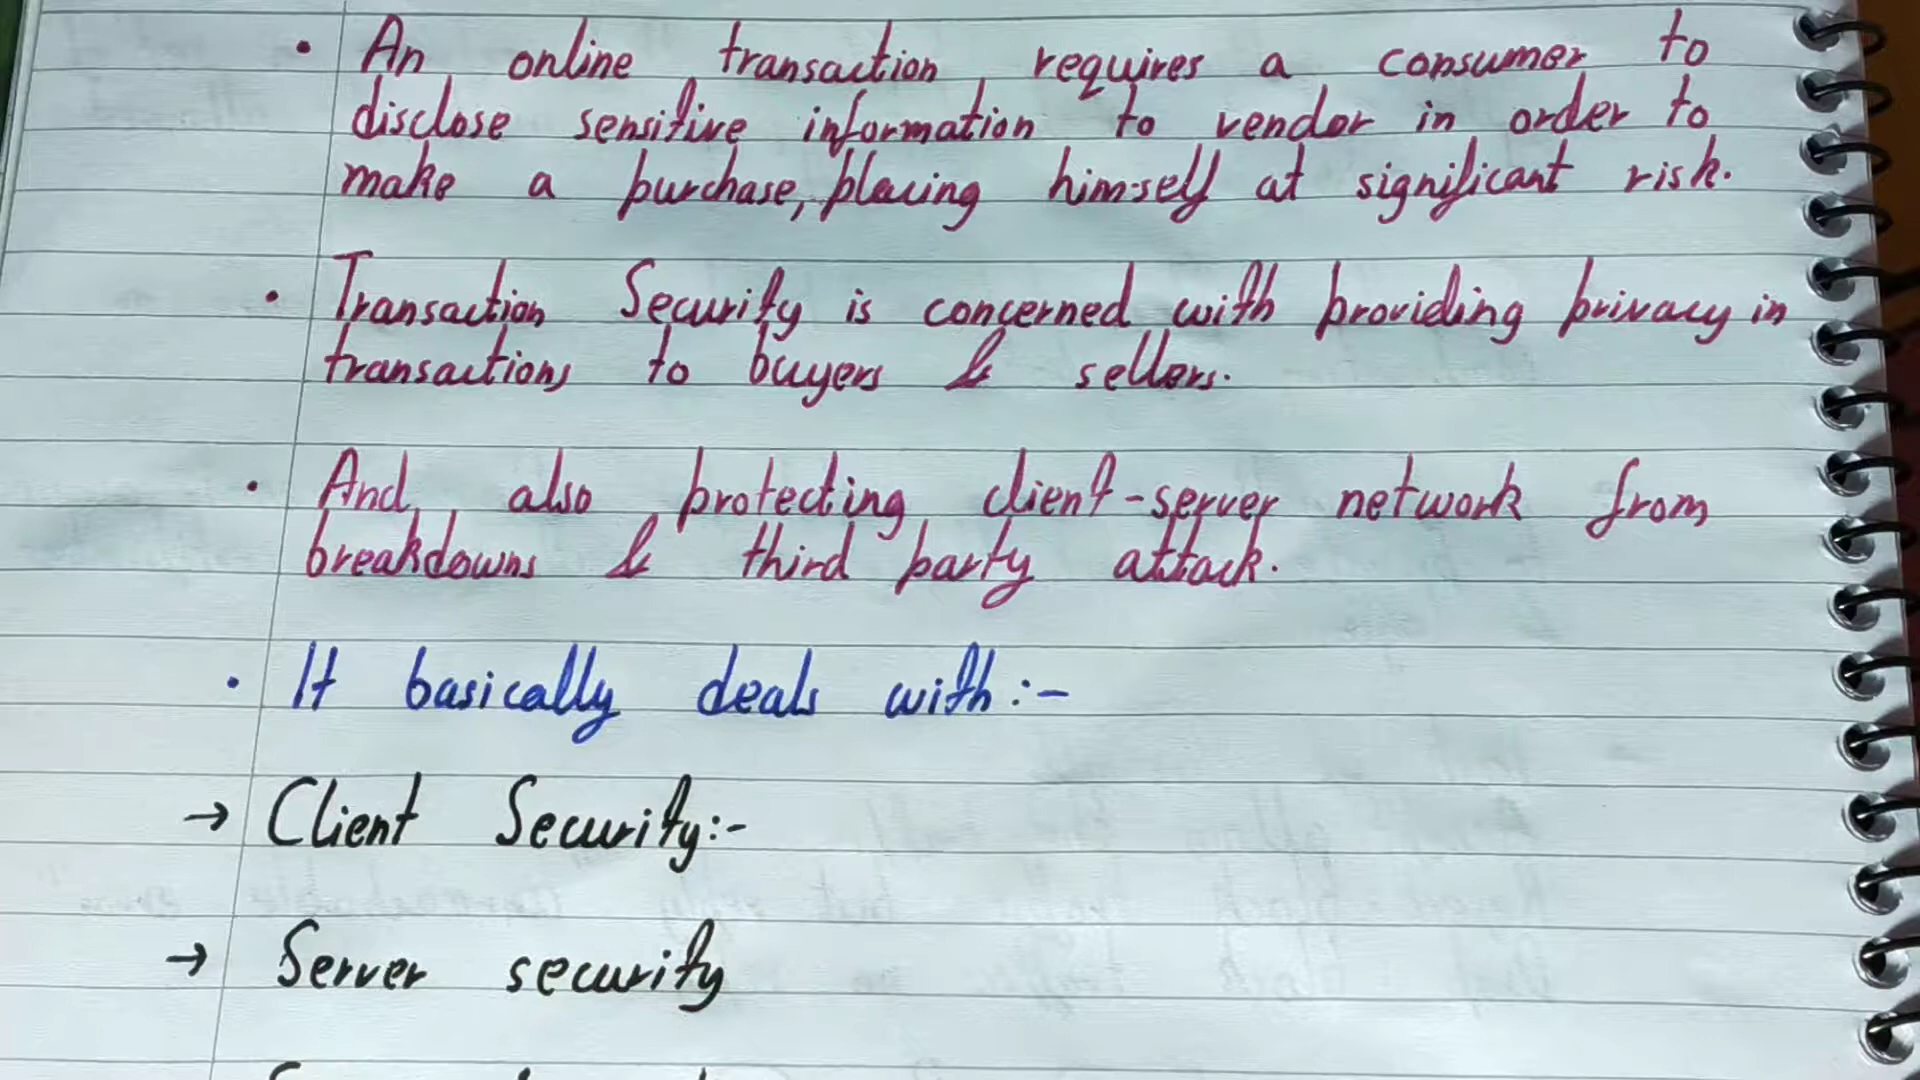 • An online transaction requires a consumer to
disclose sensitive information to vendor in order to
make a purchase, placing himself at significant risk.
• Transaction Security is concerned with providing privacy in
transactions to buyers & sellers.
• And also protecting client-server network from
breakdowns & third party attack.
• It basically deals with:-
→ Client Security:-
→ Server security